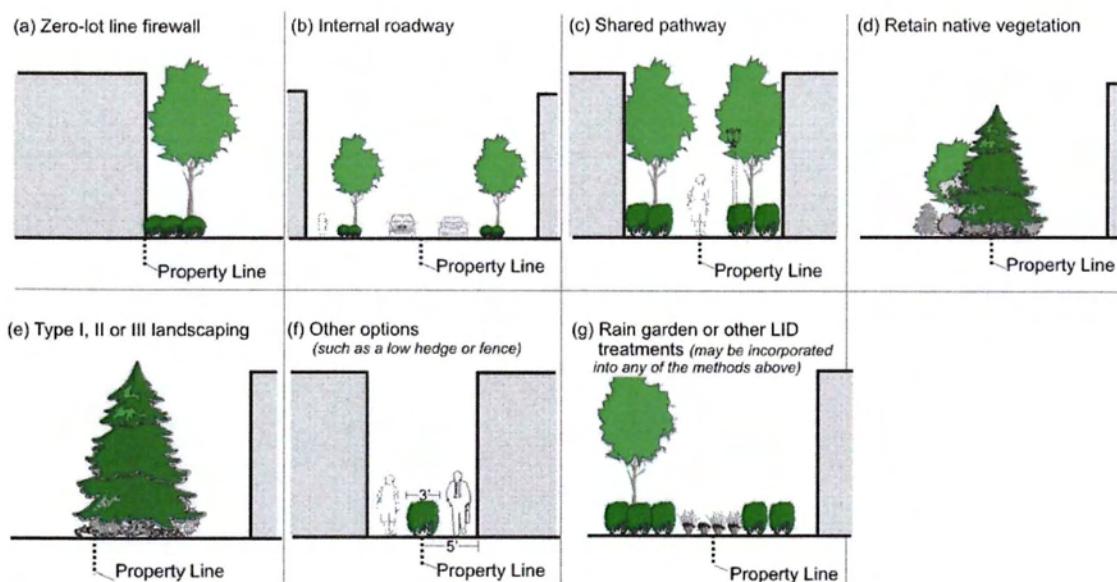 (a) Zero-lot line firewall
Property Line
(b) Internal roadway
Property Line
(c) Shared pathway
Property Line
(d) Retain native vegetation
Property Line
(e) Type I, II or III landscaping
Property Line
(f) Other options
(such as a low hedge or fence)
3'
5'
Property Line
(g) Rain garden or other LID
treatments (may be incorporated
into any of the methods above)
Property Line